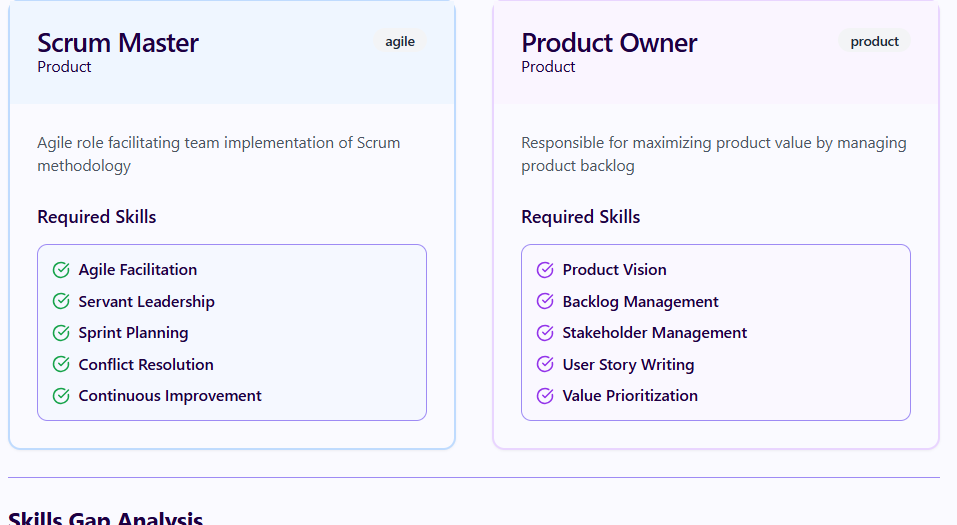 Scrum Master
agile
Product
Agile role facilitating team implementation of Scrum
methodology
Required Skills
Agile Facilitation
Servant Leadership
Sprint Planning
Conflict Resolution
Continuous Improvement
Product Owner
product
Product
Responsible for maximizing product value by managing
product backlog
Required Skills
Product Vision
Backlog Management
Stakeholder Management
User Story Writing
Value Prioritization
Skills Gap Analysis